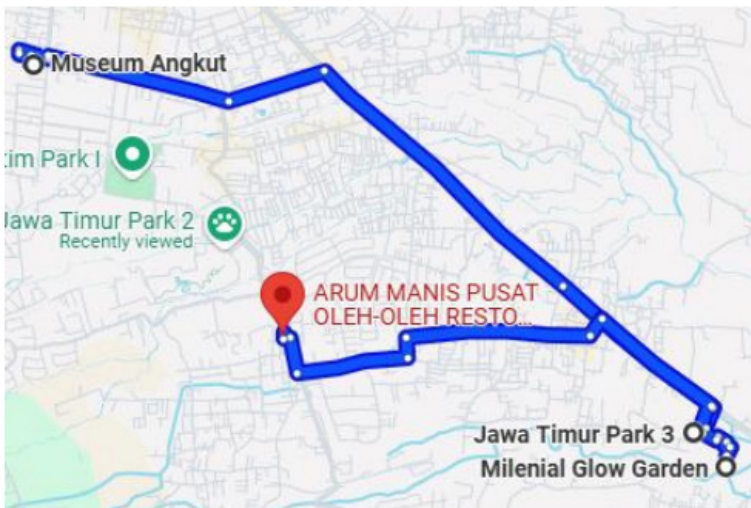 Museum Angkut
tim Park I
Jawa Timur Park 2
Recently viewed
ARUM MANIS PUSAT
OLEH-OLEH RESTO...
Jawa Timur Park 3
Milenial Glow Garden